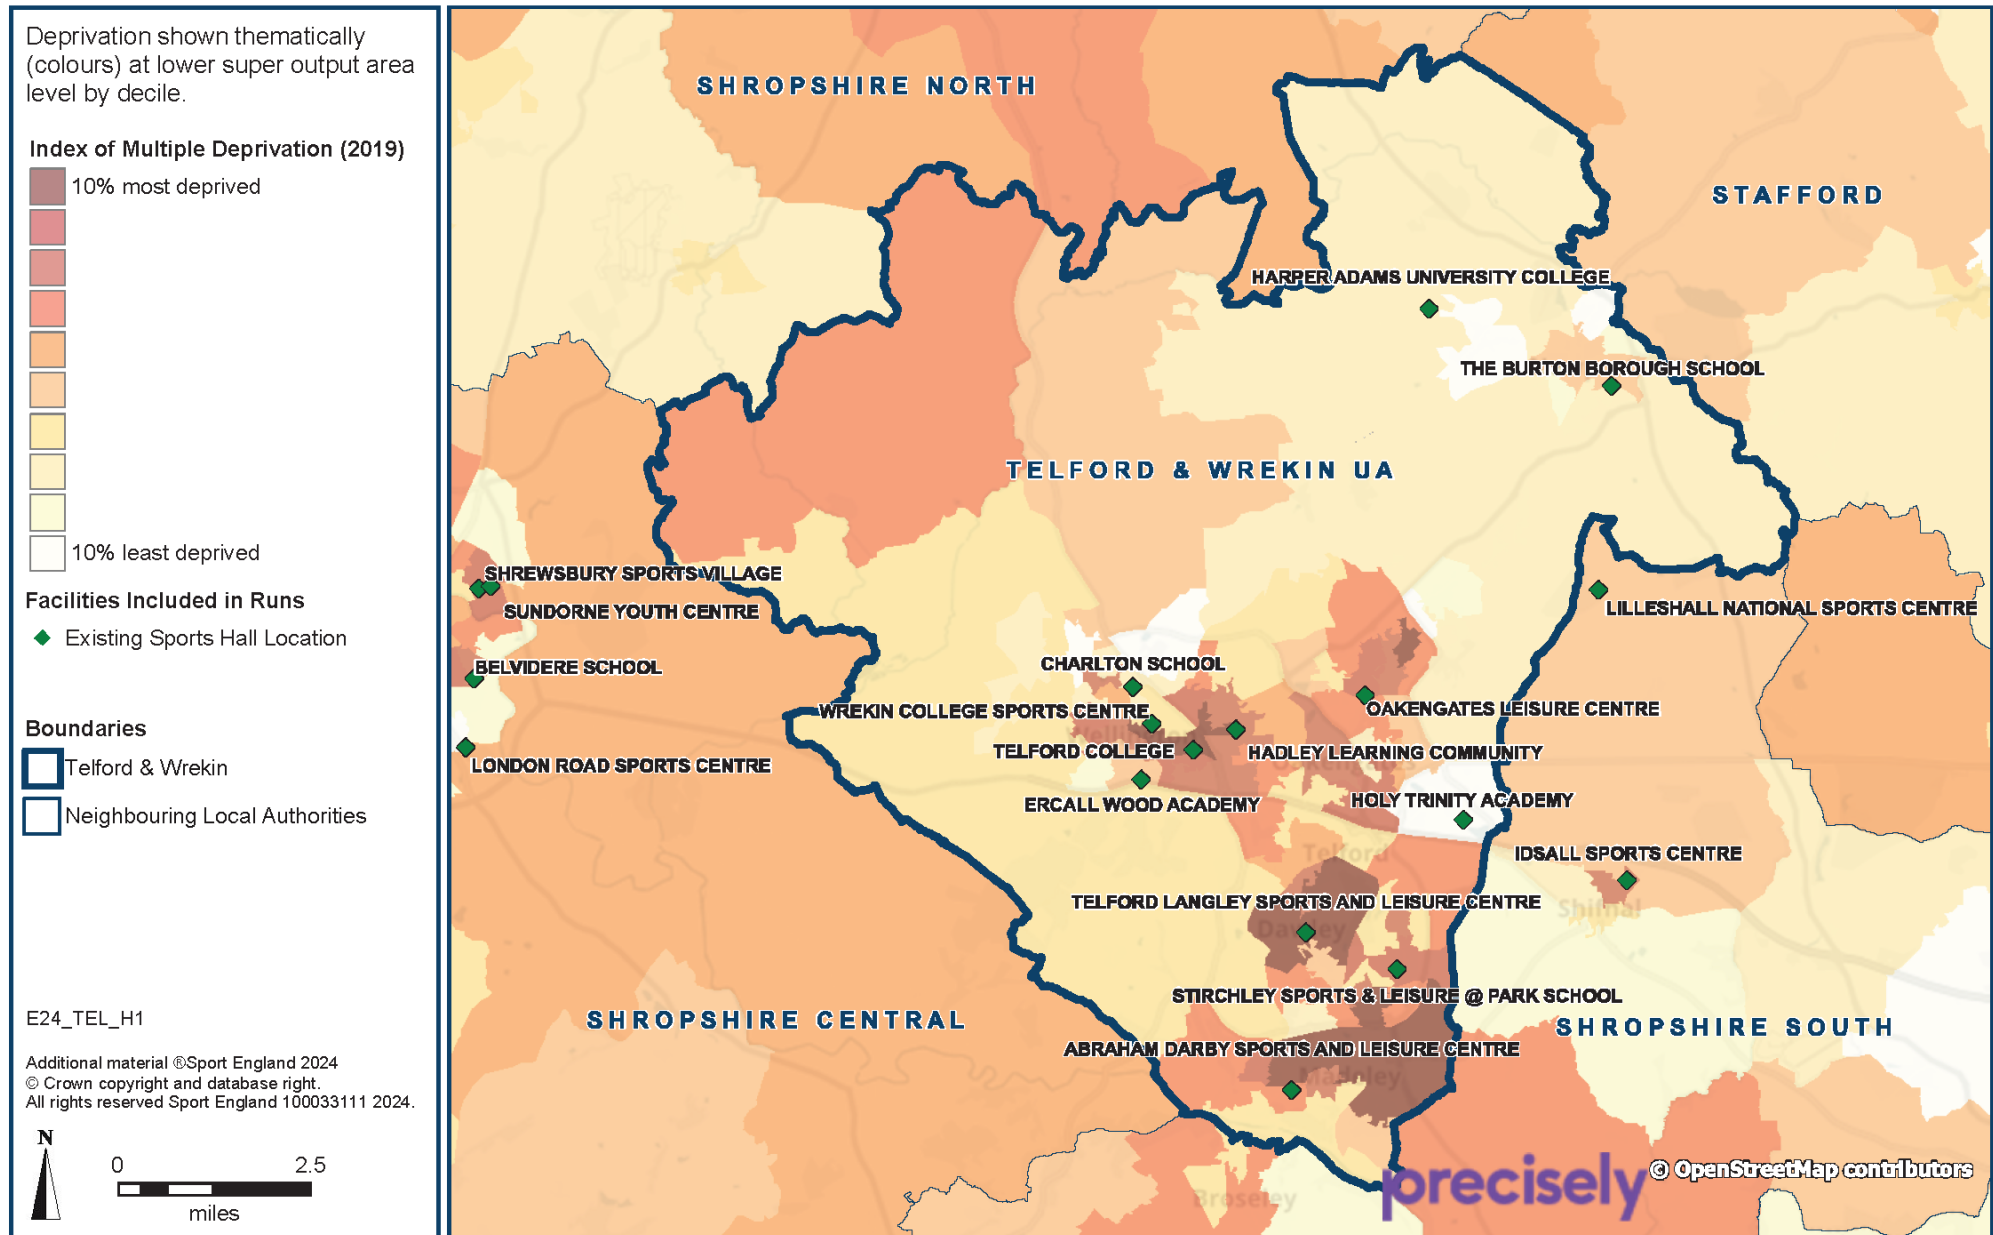 Deprivation shown thematically
(colours) at lower super output area
level by decile.
Index of Multiple Deprivation (2019)
10% most deprived
10% least deprived
Facilities Included in Runs
Existing Sports Hall Location
Boundaries
Telford & Wrekin
Neighbouring Local Authorities
E24_TEL_H1
Additional material ®Sport England 2024
© Crown copyright and database right.
All rights reserved Sport England 100033111 2024.
N
0 2.5
miles
SHROPSHIRE NORTH
STAFFORD
HARPER ADAMS UNIVERSITY COLLEGE
THE BURTON BOROUGH SCHOOL
TELFORD & WREKIN UA
SHREWSBURY SPORTS VILLAGE
SUNDORNE YOUTH CENTRE
LILLESHALL NATIONAL SPORTS CENTRE
BELVIDERE SCHOOL
CHARLTON SCHOOL
WREKIN COLLEGE SPORTS CENTRE
OAKENGATES LEISURE CENTRE
TELFORD COLLEGE
HADLEY LEARNING COMMUNITY
LONDON ROAD SPORTS CENTRE
ERCALL WOOD ACADEMY
HOLY TRINITY ACADEMY
Telford
IDSALL SPORTS CENTRE
TELFORD LANGLEY SPORTS AND LEISURE CENTRE
Dawley
STIRCHLEY SPORTS & LEISURE @ PARK SCHOOL
SHROPSHIRE CENTRAL
SHROPSHIRE SOUTH
ABRAHAM DARBY SPORTS AND LEISURE CENTRE
Madeley
Broseley
precisely
© OpenStreetMap contributors